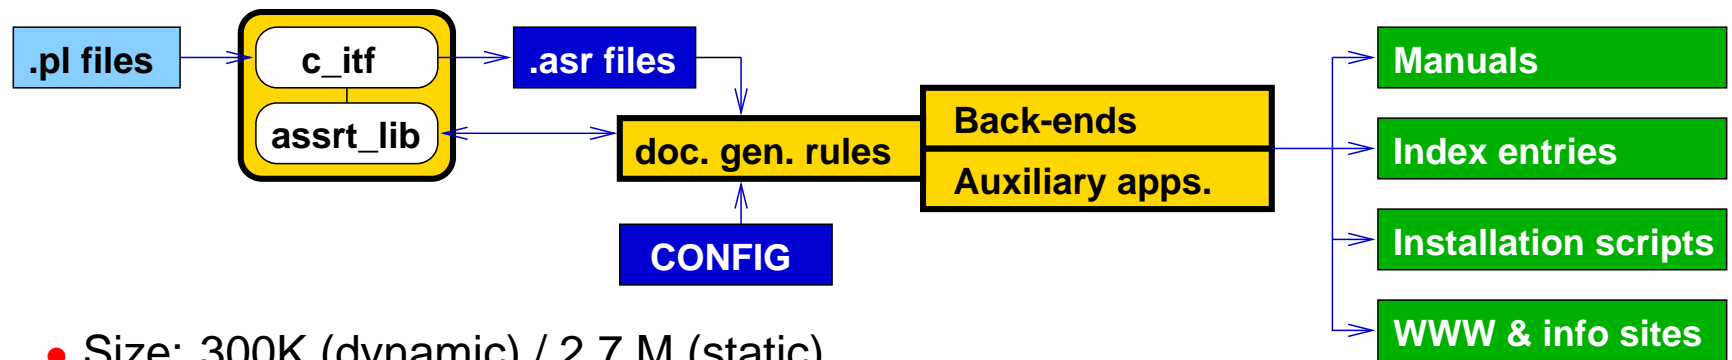 .pl files
c_itf
assrt_lib
.asr files
doc. gen. rules
CONFIG
Back-ends
Auxiliary apps.
Manuals
Index entries
Installation scripts
WWW & info sites
• Size: 300K (dynamic) / 2.7 M (static)